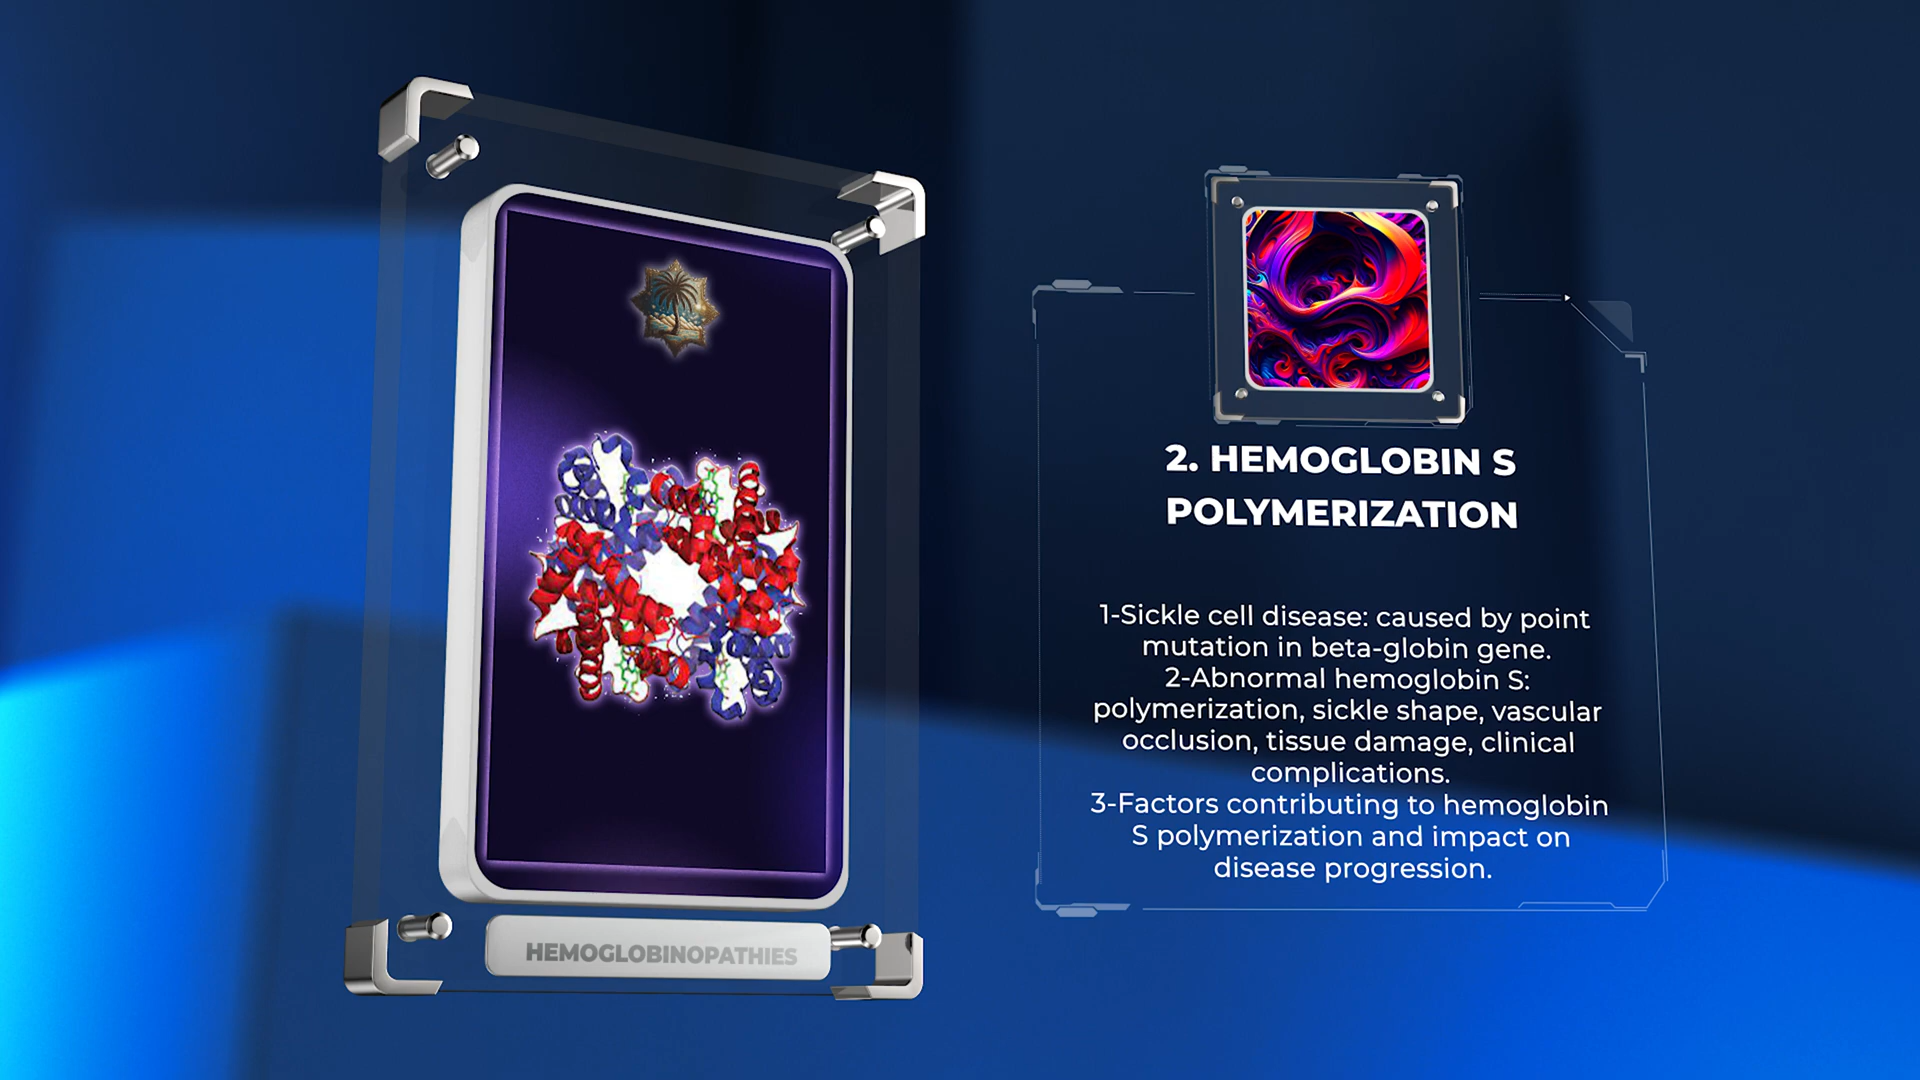 2. HEMOGLOBIN S
POLYMERIZATION
1-Sickle cell disease: caused by point
mutation in beta-globin gene.
2-Abnormal hemoglobin S:
polymerization, sickle shape, vascular
occlusion, tissue damage, clinical
complications.
3-Factors contributing to hemoglobin
S polymerization and impact on
disease progression.
HEMOGLOBINOPATHIES